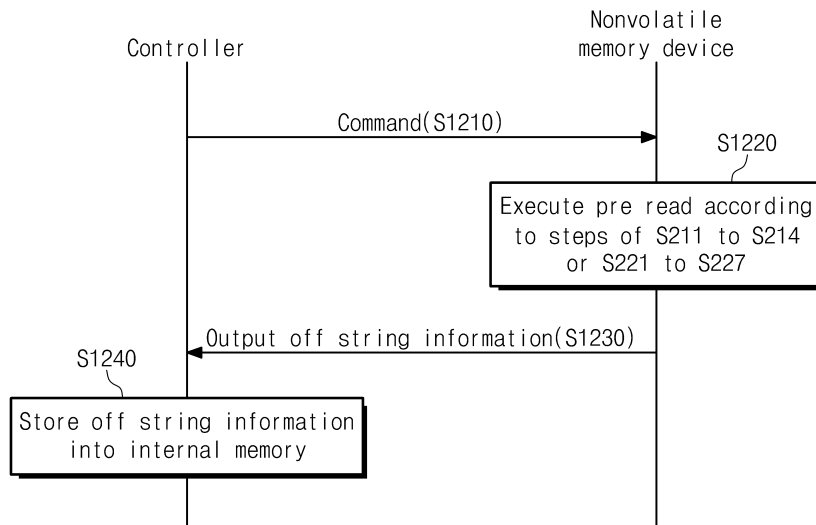 Controller
Nonvolatile
memory device
Command(S1210)
S1220
Execute pre read according
to steps of S211 to S214
or S221 to S227
Output off string information(S1230)
S1240
Store off string information
into internal memory